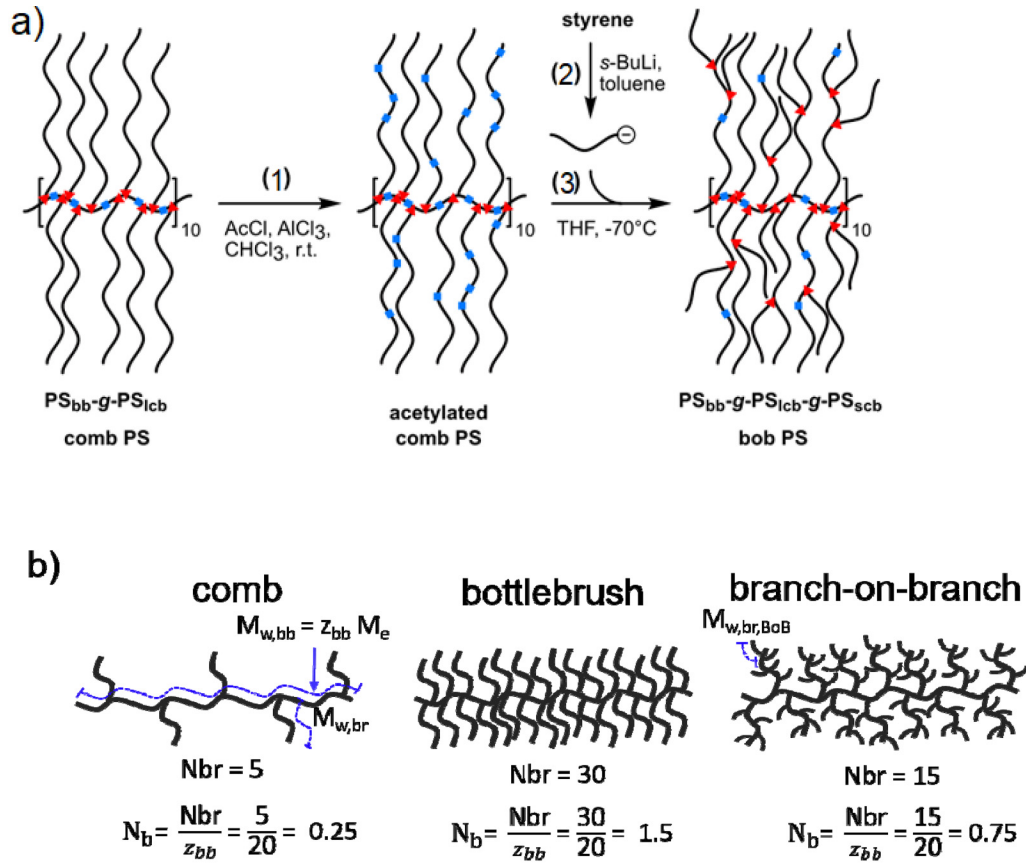 a)
styrene
(2)
s-BuLi,
toluene
(1)
(3)
10
AcCl, AlCl3,
CHCl3, r.t.
10
THF, -70°C
10
PSbb-g-PSlcb
comb PS
acetylated
comb PS
PSbb-g-PSlcb-g-PSscb
bob PS
b)
comb
bottlebrush
branch-on-branch
Mw,bb = zbb Me
Mw,br
Mw,br,BoB
Nbr = 5
Nbr = 30
Nbr = 15
Nb= Nbr/zbb = 5/20 = 0.25
Nb= Nbr/zbb = 30/20 = 1.5
Nb= Nbr/zbb = 15/20 = 0.75